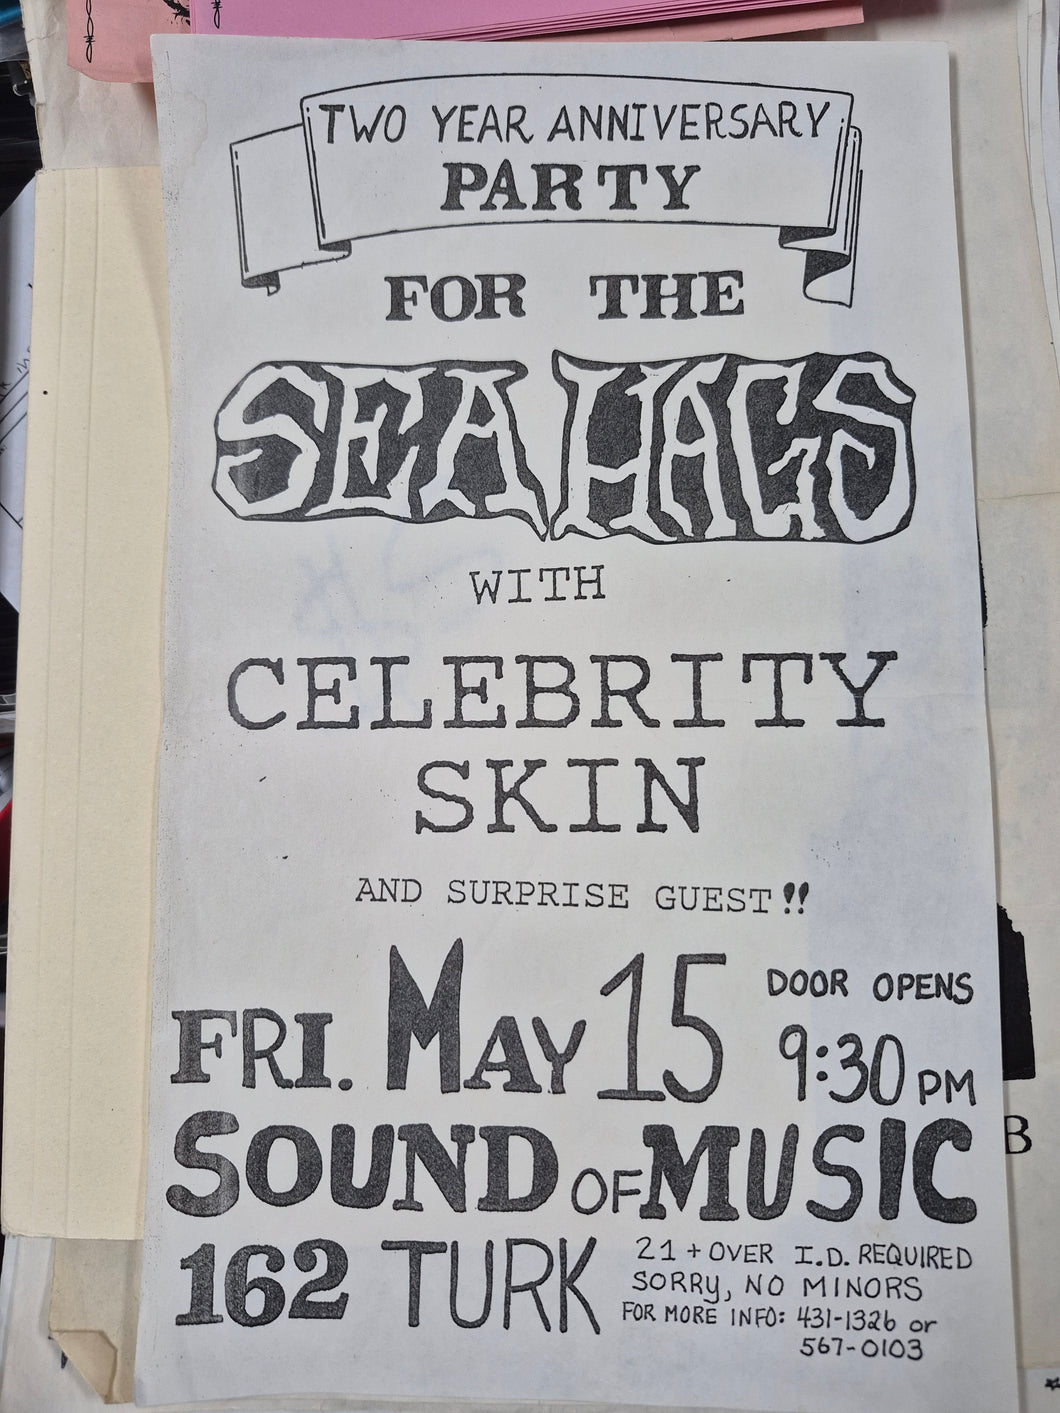 TWO YEAR ANNIVERSARY
PARTY
FOR THE
SEA HAGS
WITH
CELEBRITY
SKIN
AND SURPRISE GUEST!!
FRI. MAY 15
DOOR OPENS
9:30 PM
SOUND OF MUSIC
162 TURK
21 + OVER I.D. REQUIRED
SORRY, NO MINORS
FOR MORE INFO: 431-1326 or
567-0103
B